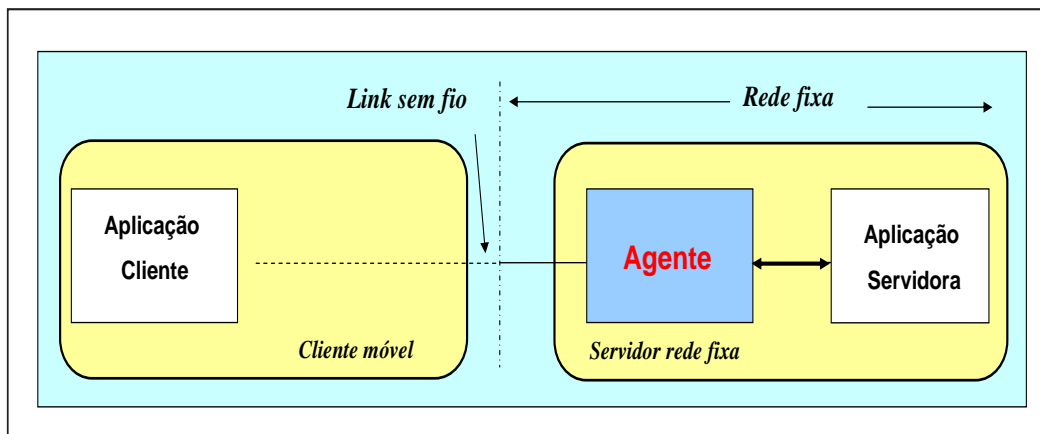 Link sem fio
Rede fixa
Aplicação
Cliente
Agente
Aplicação
Servidora
Cliente móvel
Servidor rede fixa